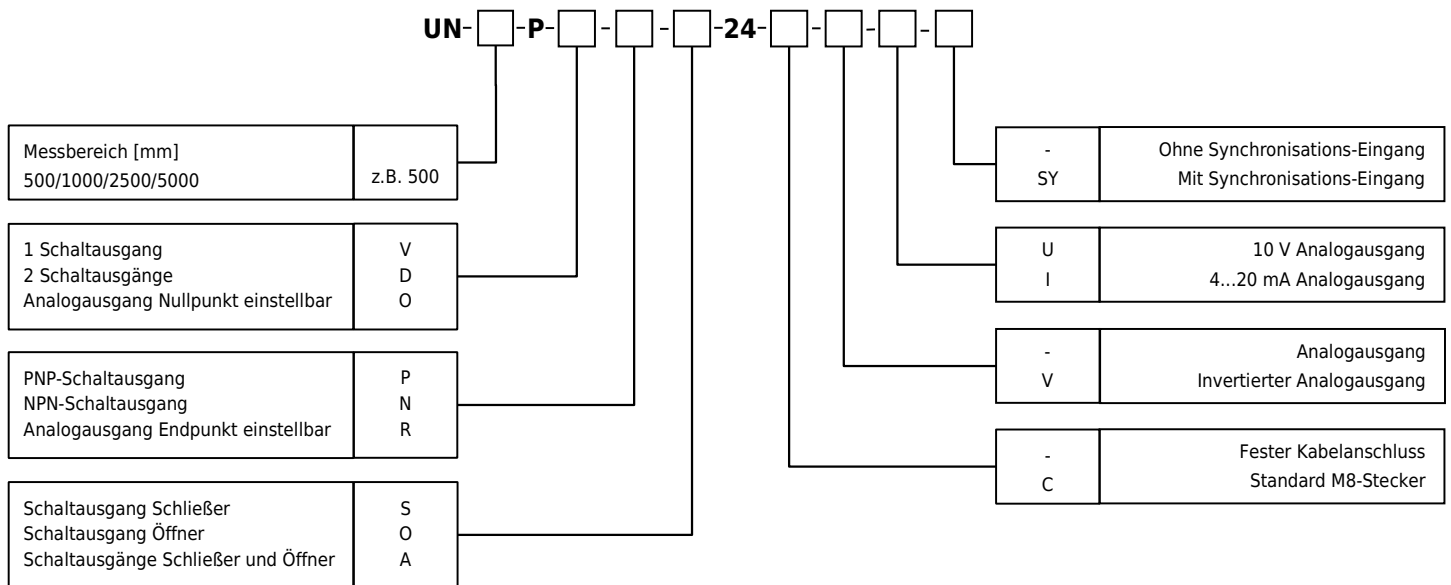 UN- -P- - - -24- - - -
Messbereich [mm]
500/1000/2500/5000 z.B. 500
1 Schaltausgang V
2 Schaltausgänge D
Analogausgang Nullpunkt einstellbar O
PNP-Schaltausgang P
NPN-Schaltausgang N
Analogausgang Endpunkt einstellbar R
Schaltausgang Schließer S
Schaltausgang Öffner O
Schaltausgänge Schließer und Öffner A
- Ohne Synchronisations-Eingang
SY Mit Synchronisations-Eingang
U 10 V Analogausgang
I 4...20 mA Analogausgang
- Analogausgang
V Invertierter Analogausgang
- Fester Kabelanschluss
C Standard M8-Stecker